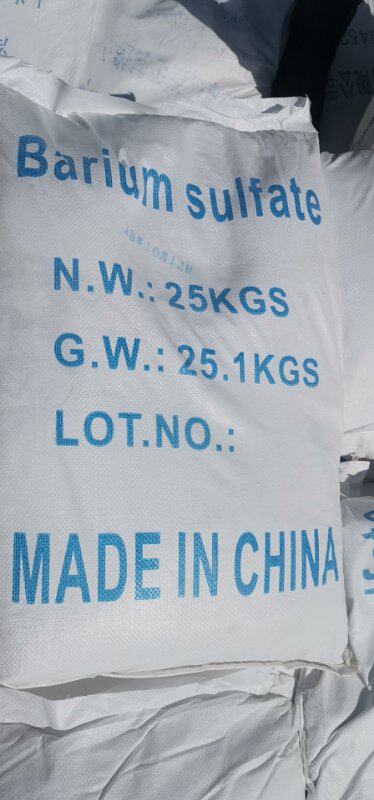 Barium sulfate
N.W.: 25KGS
G.W.: 25.1KGS
LOT.NO.:
MADE IN CHINA